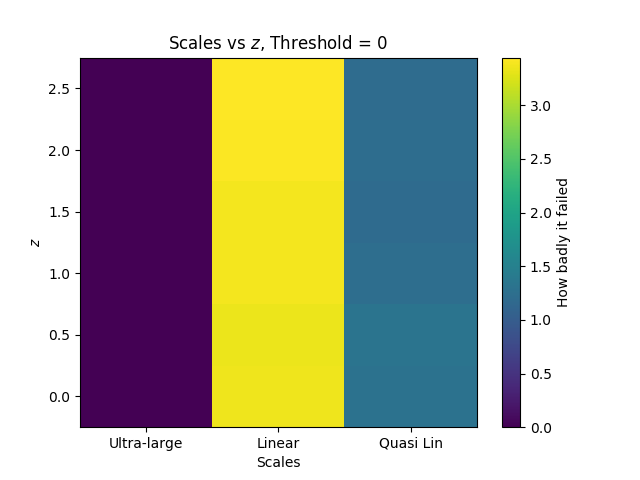 Scales vs z, Threshold = 0
2.5
2.0
1.5
1.0
0.5
0.0
z
Ultra-large Linear Quasi Lin
Scales
3.0
2.5
2.0
1.5
1.0
0.5
0.0
How badly it failed